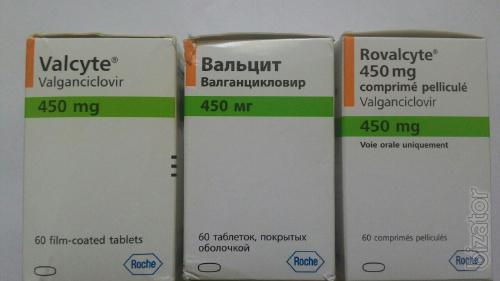 Valcyte®
Valganciclovir
450 mg
60 film-coated tablets
Roche
Вальцит
Валганцикловир
450 мг
60 таблеток, покрытых
оболочкой
Roche
Rovalcyte®
450 mg
comprimé pelliculé
Valganciclovir
450 mg
Voie orale uniquement
60 comprimés pelliculés
Roche
Bizator